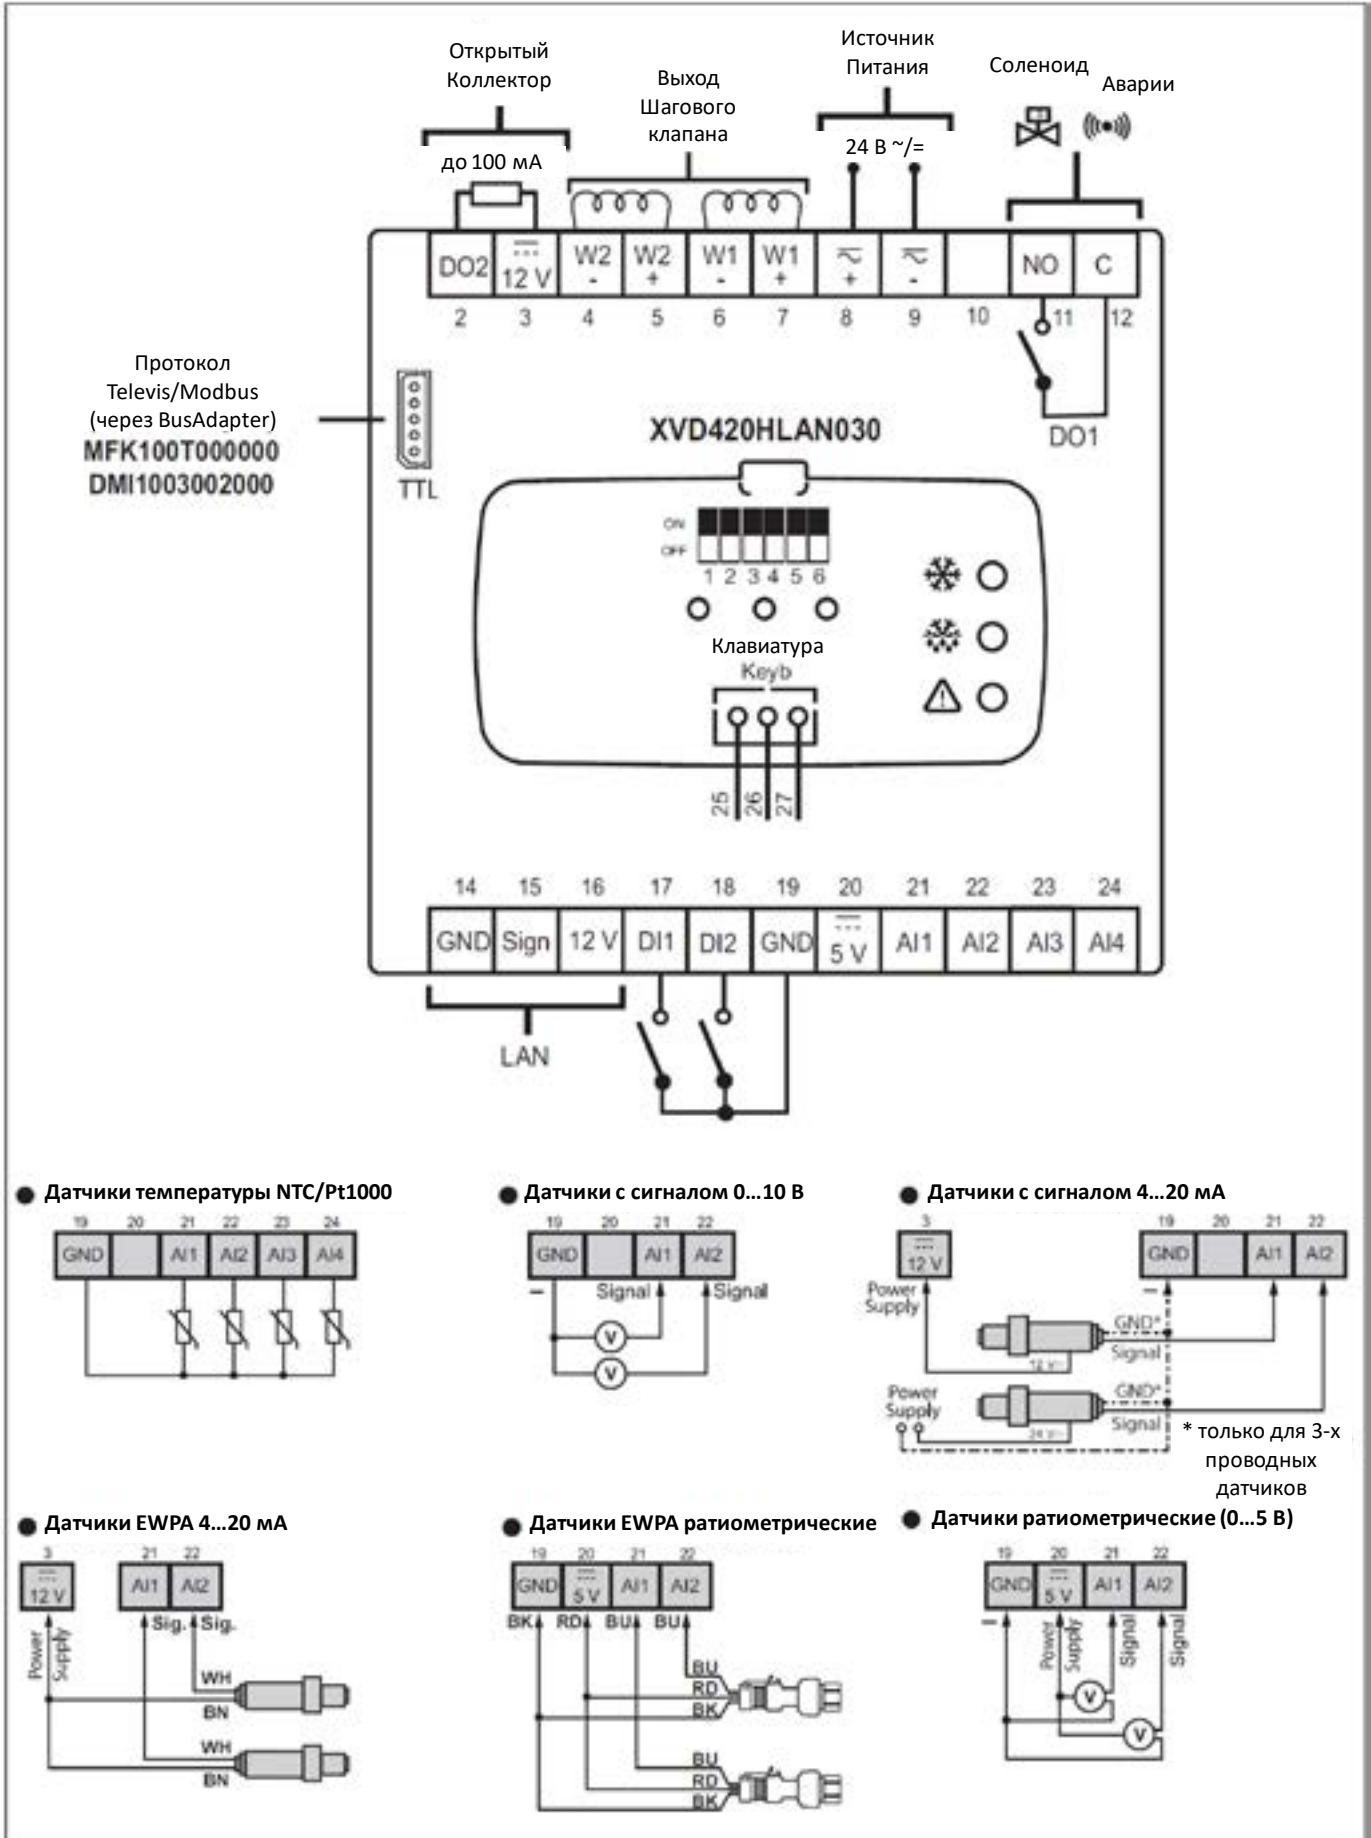 Открытый
Коллектор
до 100 мА
Выход
Шагового
клапана
Источник
Питания
24 В ~/=
Соленоид
Аварии
DO2
12 V
W2
-
W2
+
W1
-
W1
+
+
-
NO
C
2 3 4 5 6 7 8 9 10 11 12
DO1
Протокол
Televis/Modbus
(через BusAdapter)
MFK100T000000
DMI1003002000
TTL
XVD420HLAN030
ON
OFF
1 2 3 4 5 6
Клавиатура
Keyb
25 26 27
14 15 16 17 18 19 20 21 22 23 24
GND Sign 12 V DI1 DI2 GND 5 V AI1 AI2 AI3 AI4
LAN
● Датчики температуры NTC/Pt1000
19 20 21 22 23 24
GND AI1 AI2 AI3 AI4
● Датчики с сигналом 0...10 В
19 20 21 22
GND AI1 AI2
–
Signal Signal
V
V
● Датчики с сигналом 4...20 мА
3
12 V
Power
Supply
19 20 21 22
GND AI1 AI2
–
GND*
Signal
12 V
Power
Supply
GND*
Signal
24 V
* только для 3-х
проводных
датчиков
● Датчики EWPA 4...20 мА
3
12 V
21 22
AI1 AI2
Power
Supply
Sig. Sig.
WH
BN
WH
BN
● Датчики EWPA ратиометрические
19 20 21 22
GND 5 V AI1 AI2
BK RD BU BU
BU
RD
BK
BU
RD
BK
● Датчики ратиометрические (0...5 В)
19 20 21 22
GND 5 V AI1 AI2
–
Power
Supply
Signal
Signal
V
V